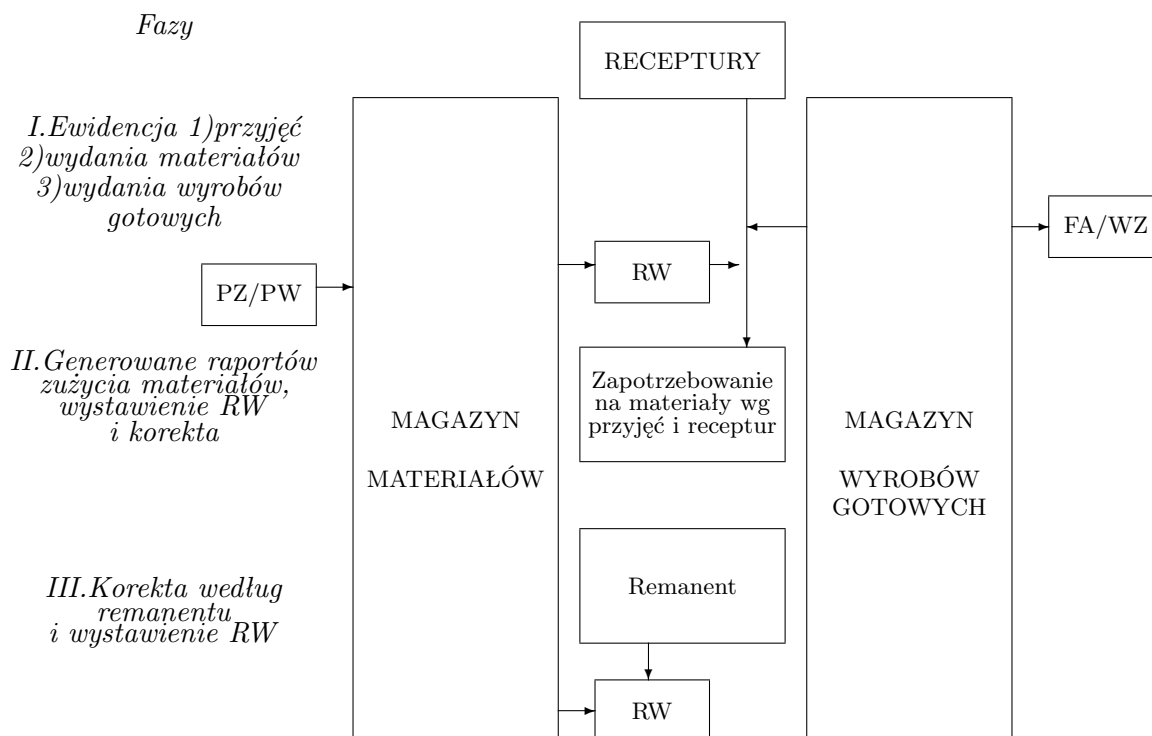 Fazy
RECEPTURY
I.Ewidencja 1)przyjęć
2)wydania materiałów
3)wydania wyrobów
gotowych
FA/WZ
RW
PZ/PW
II.Generowane raportów
zużycia materiałów,
wystawienie RW
i korekta
Zapotrzebowanie
na materiały wg
przyjęć i receptur
MAGAZYN
MATERIAŁÓW
MAGAZYN
WYROBÓW
GOTOWYCH
III.Korekta według
remanentu
i wystawienie RW
Remanent
RW